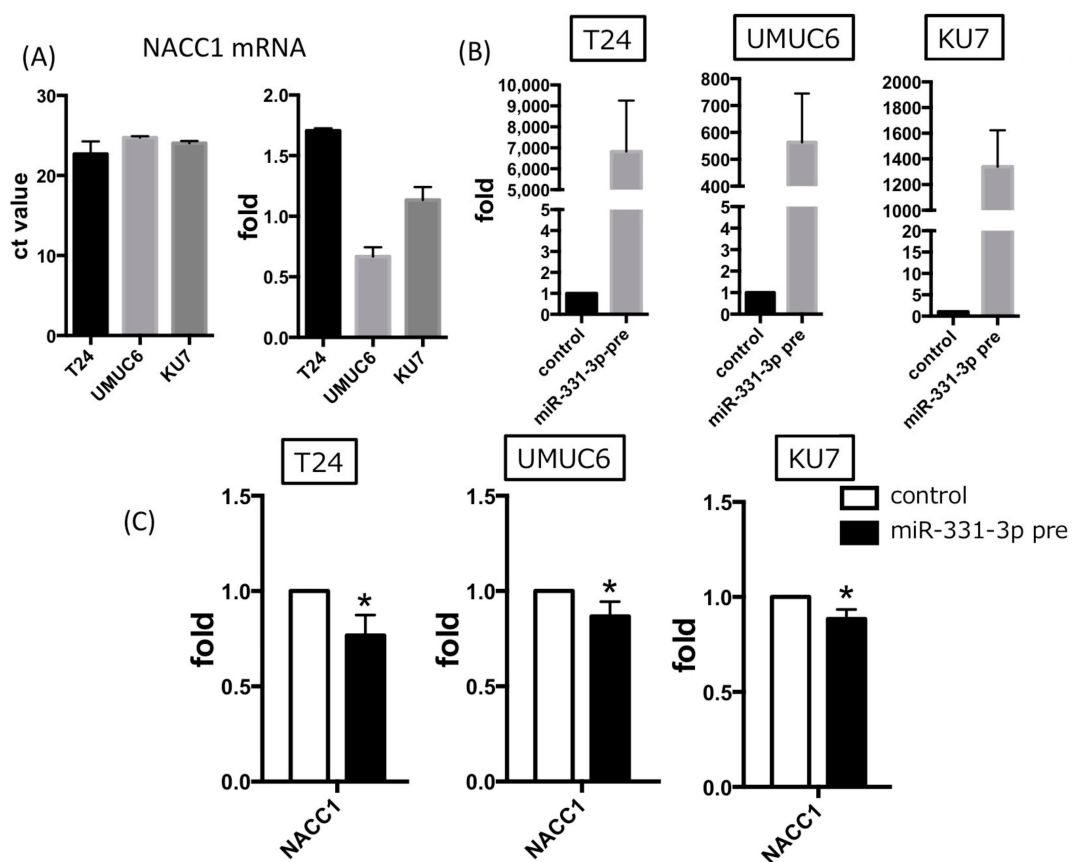 (A)
NACC1 mRNA
ct value
30
20
10
0
T24
UMUC6
KU7
fold
2.0
1.5
1.0
0.5
0.0
T24
UMUC6
KU7
(B)
T24
fold
10,000
9,000
8,000
7,000
6,000
5,000
5
4
3
2
1
0
control
miR-331-3p-pre
UMUC6
800
700
600
500
400
5
4
3
2
1
0
control
miR-331-3p pre
KU7
2000
1800
1600
1400
1200
1000
20
15
10
5
0
control
miR-331-3p pre
(C)
T24
fold
1.5
1.0
0.5
0.0
*
NACC1
UMUC6
fold
1.5
1.0
0.5
0.0
*
NACC1
KU7
fold
1.5
1.0
0.5
0.0
*
NACC1
control
miR-331-3p pre